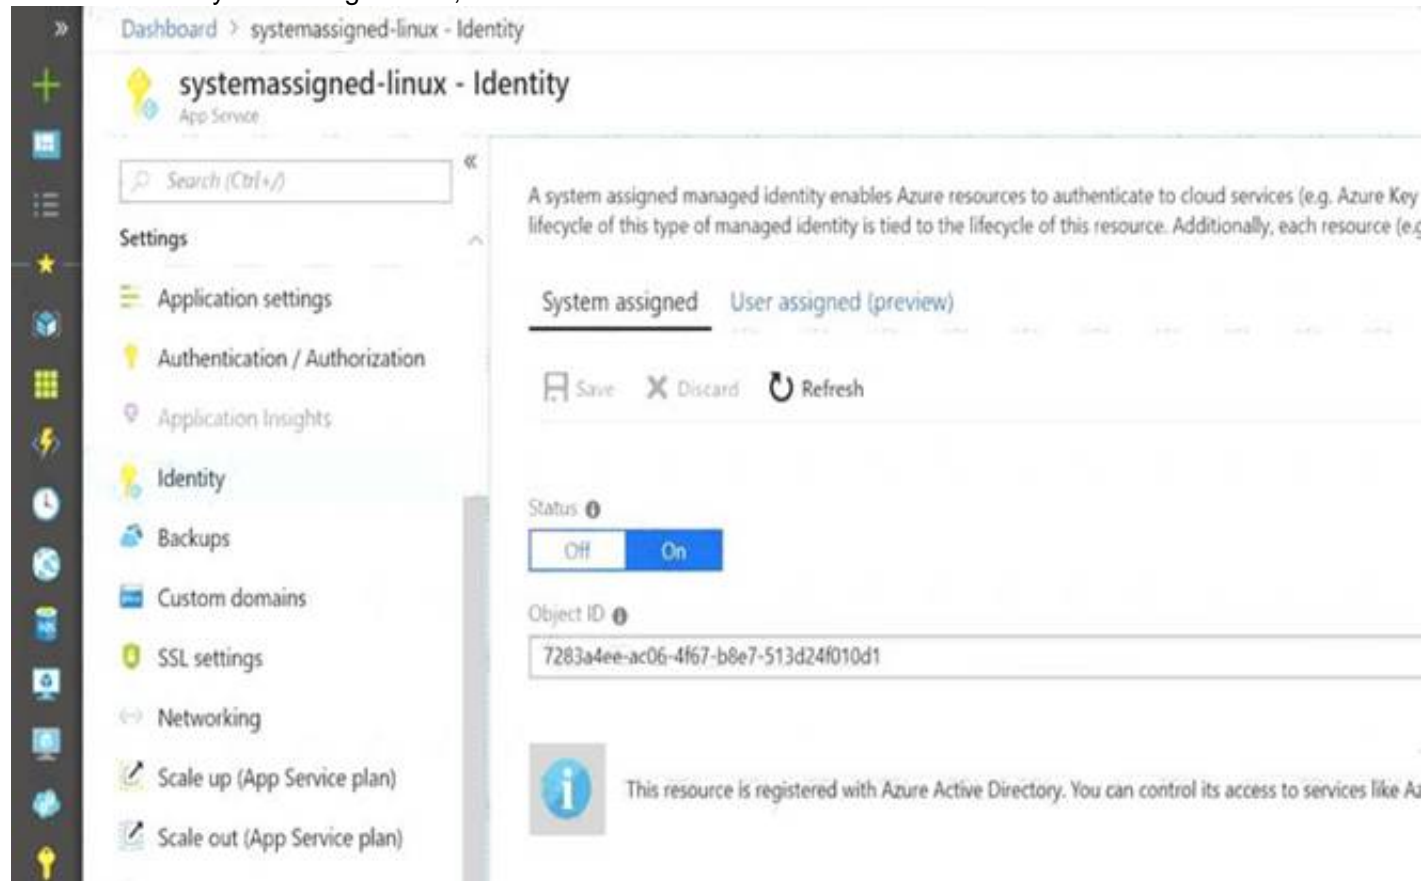 Dashboard > systemassigned-linux - Identity
systemassigned-linux - Identity
App Service
Search (Ctrl+/)
Settings
Application settings
Authentication / Authorization
Application Insights
Identity
Backups
Custom domains
SSL settings
Networking
Scale up (App Service plan)
Scale out (App Service plan)
A system assigned managed identity enables Azure resources to authenticate to cloud services (e.g. Azure Key
lifecycle of this type of managed identity is tied to the lifecycle of this resource. Additionally, each resource (e.g
System assigned User assigned (preview)
Save Discard Refresh
Status
Off On
Object ID
7283a4ee-ac06-4f67-b8e7-513d24f010d1
This resource is registered with Azure Active Directory. You can control its access to services like Az